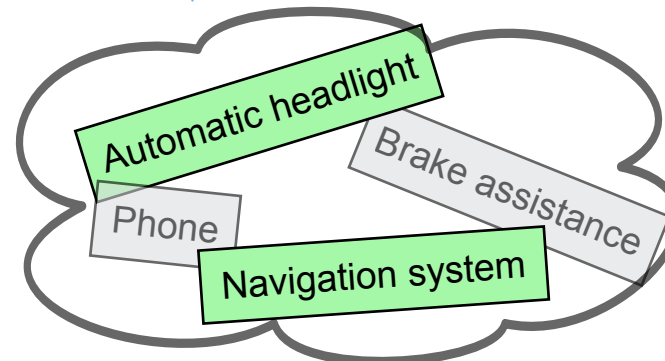 Automatic headlight
Brake assistance
Phone
Navigation system